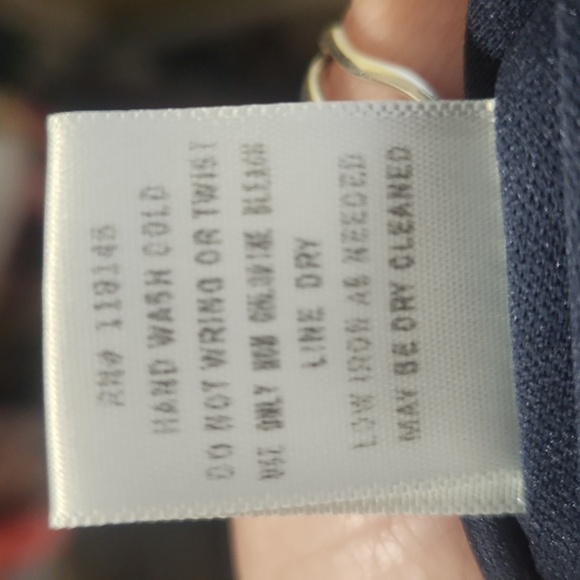 RN# 119145
HAND WASH COLD
DO NOT WRING OR TWIST
USE ONLY NON CHLORINE BLEACH
LINE DRY
LOW IRON AS NEEDED
MAY BE DRY CLEANED